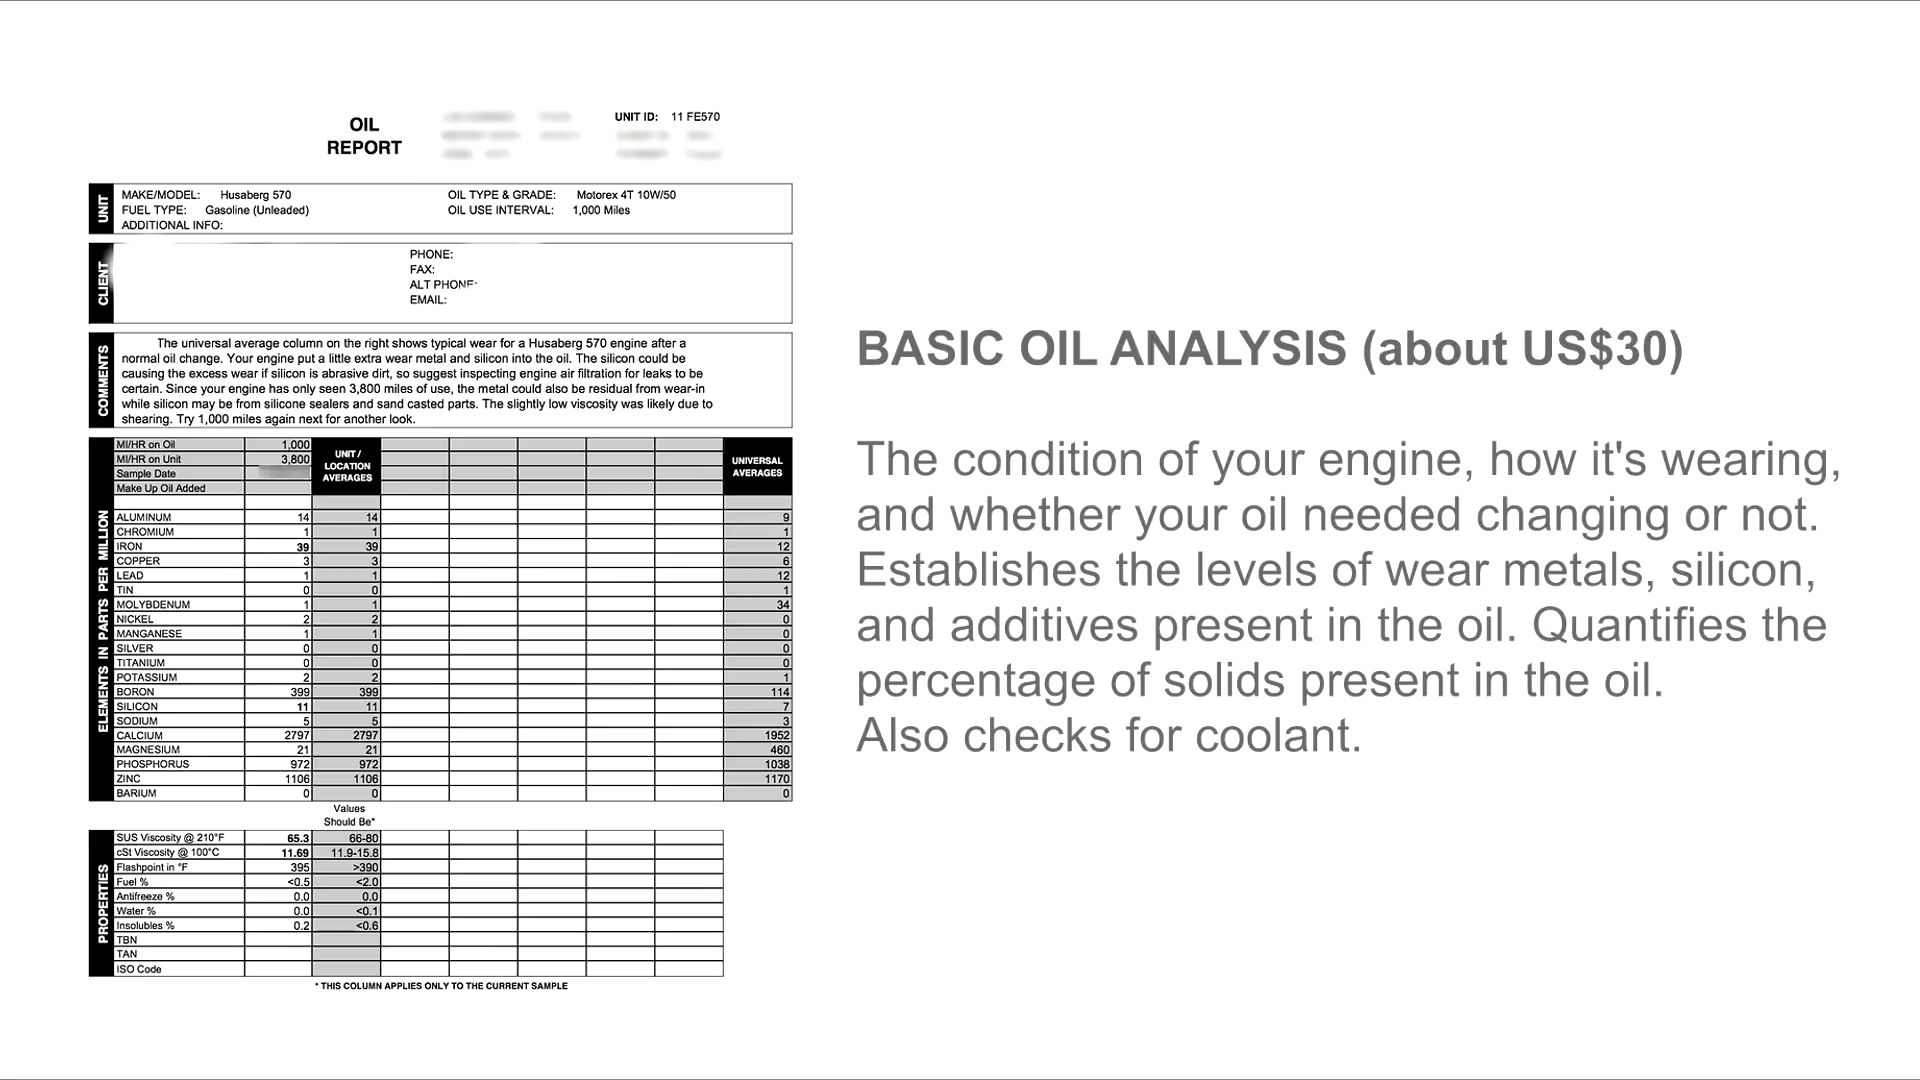 OIL
REPORT
UNIT ID: 11 FE570
UNIT
MAKE/MODEL: Husaberg 570
FUEL TYPE: Gasoline (Unleaded)
ADDITIONAL INFO:
OIL TYPE & GRADE: Motorex 4T 10W/50
OIL USE INTERVAL: 1,000 Miles
CLIENT
PHONE:
FAX:
ALT PHONE:
EMAIL:
COMMENTS
The universal average column on the right shows typical wear for a Husaberg 570 engine after a
normal oil change. Your engine put a little extra wear metal and silicon into the oil. The silicon could be
causing the excess wear if silicon is abrasive dirt, so suggest inspecting engine air filtration for leaks to be
certain. Since your engine has only seen 3,800 miles of use, the metal could also be residual from wear-in
while silicon may be from silicone sealers and sand casted parts. The slightly low viscosity was likely due to
shearing. Try 1,000 miles again next for another look.
ELEMENTS IN PARTS PER MILLION
MI/HR on Oil 1,000
MI/HR on Unit 3,800
Sample Date
Make Up Oil Added
UNIT /
LOCATION
AVERAGES
UNIVERSAL
AVERAGES
ALUMINUM 14 14 9
CHROMIUM 1 1 1
IRON 39 39 12
COPPER 3 3 6
LEAD 1 1 12
TIN 0 0 1
MOLYBDENUM 1 1 34
NICKEL 2 2 0
MANGANESE 1 1 0
SILVER 0 0 0
TITANIUM 0 0 0
POTASSIUM 2 2 1
BORON 399 399 114
SILICON 11 11 7
SODIUM 5 5 3
CALCIUM 2797 2797 1952
MAGNESIUM 21 21 460
PHOSPHORUS 972 972 1038
ZINC 1106 1106 1170
BARIUM 0 0 0
Values
Should Be*
PROPERTIES
SUS Viscosity @ 210°F 65.3 66-80
cSt Viscosity @ 100°C 11.69 11.9-15.8
Flashpoint in °F 395 >390
Fuel % <0.5 <2.0
Antifreeze % 0.0 0.0
Water % 0.0 <0.1
Insolubles % 0.2 <0.6
TBN
TAN
ISO Code
* THIS COLUMN APPLIES ONLY TO THE CURRENT SAMPLE
BASIC OIL ANALYSIS (about US$30)
The condition of your engine, how it's wearing,
and whether your oil needed changing or not.
Establishes the levels of wear metals, silicon,
and additives present in the oil. Quantifies the
percentage of solids present in the oil.
Also checks for coolant.